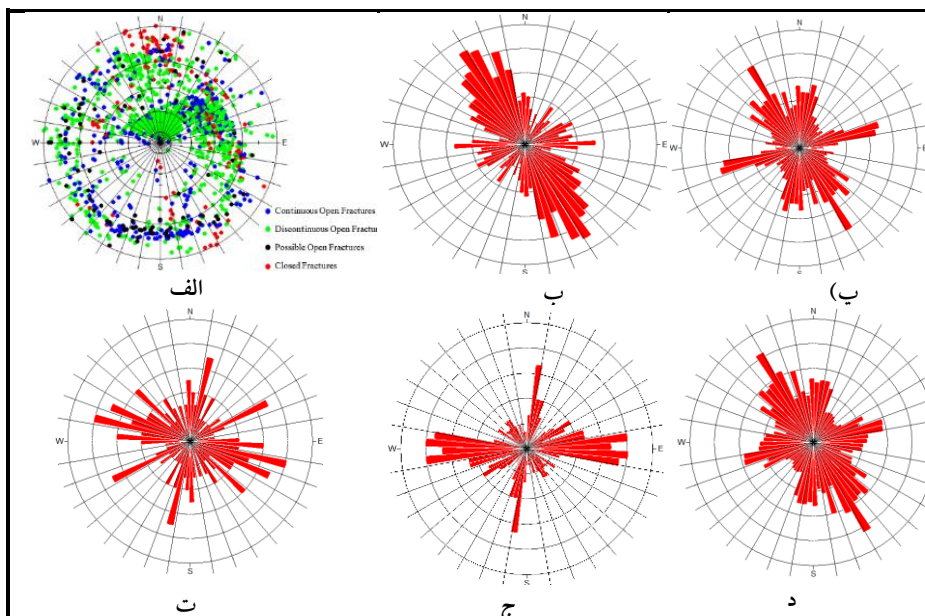 N
W
E
S
Continuous Open Fractures
Discontinuous Open Fractu
Possible Open Fractures
Closed Fractures
الف
N
W
E
S
ب
N
W
E
S
پ)
N
W
E
S
ت
N
W
E
S
ج
N
W
E
S
د